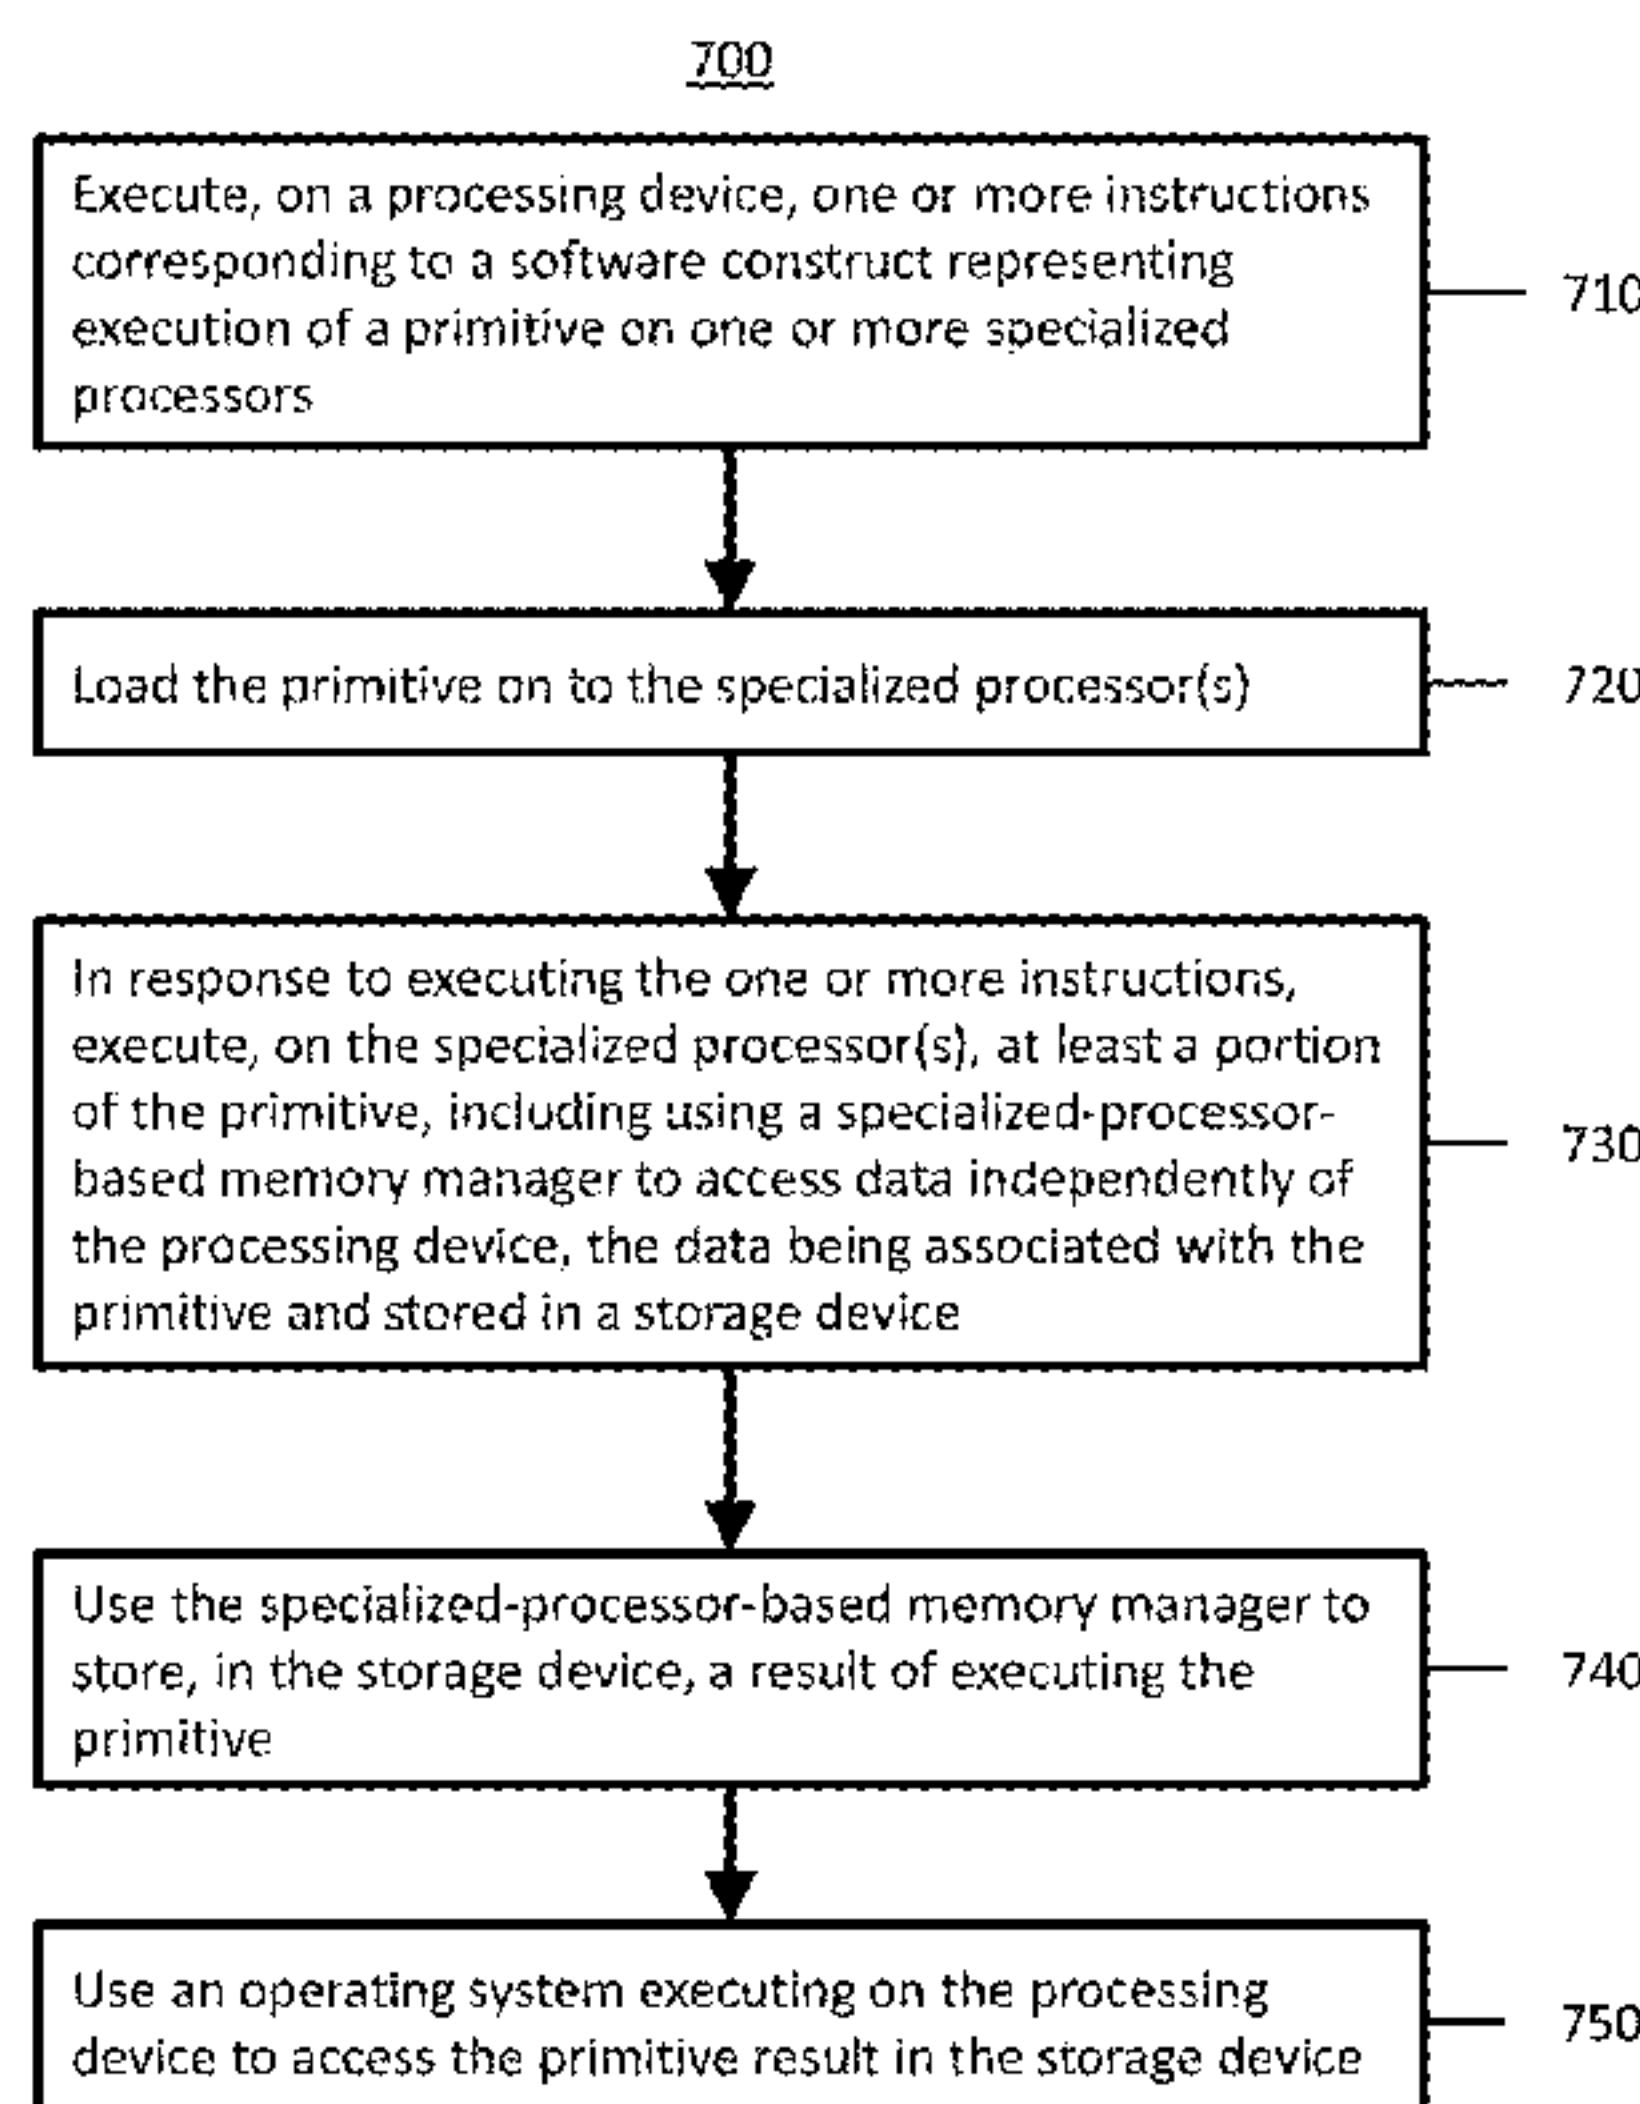 700
Execute, on a processing device, one or more instructions
corresponding to a software construct representing
execution of a primitive on one or more specialized
processors
710
Load the primitive on to the specialized processor(s)
720
In response to executing the one or more instructions,
execute, on the specialized processor(s), at least a portion
of the primitive, including using a specialized-processor-
based memory manager to access data independently of
the processing device, the data being associated with the
primitive and stored in a storage device
730
Use the specialized-processor-based memory manager to
store, in the storage device, a result of executing the
primitive
740
Use an operating system executing on the processing
device to access the primitive result in the storage device
750